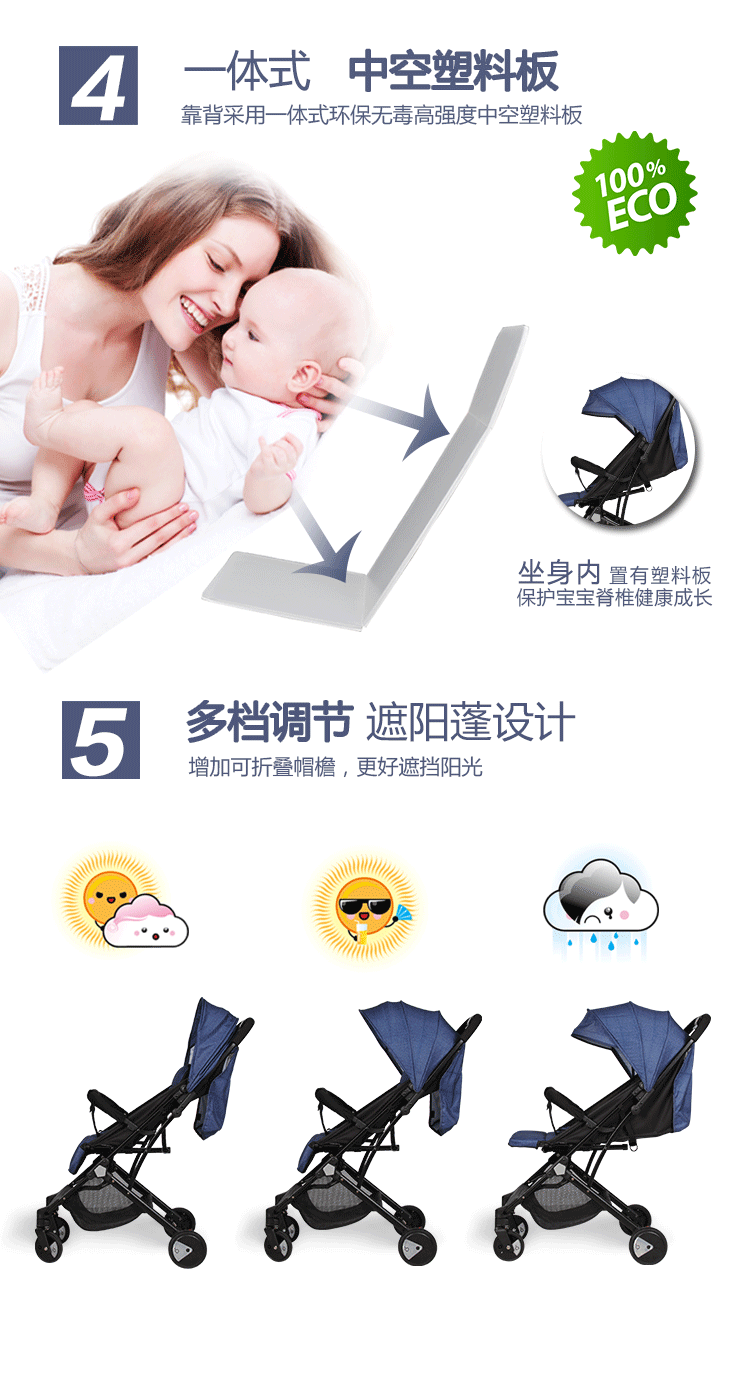 4
一体式 中空塑料板
靠背采用一体式环保无毒高强度中空塑料板
100%
ECO
坐身内 置有塑料板
保护宝宝脊椎健康成长
5
多档调节 遮阳蓬设计
增加可折叠帽檐，更好遮挡阳光